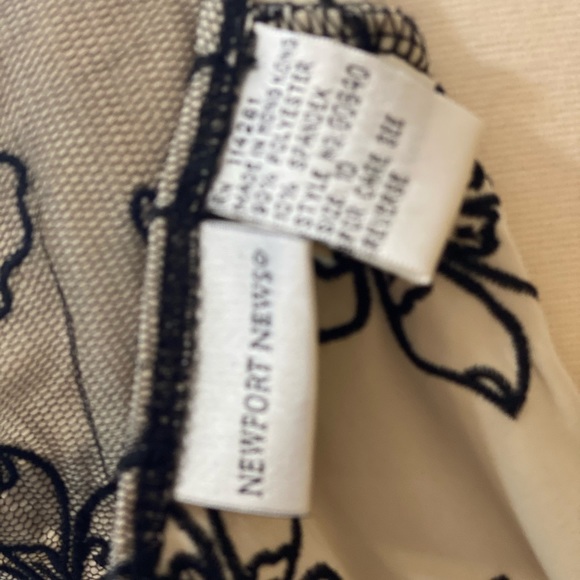 RN 114261
MADE IN HONG KONG
90% POLYESTER
10% SPANDEX
STYLE NO.
SIZE 10
FOR CARE SEE
REVERSE
NEWPORT NEWS®